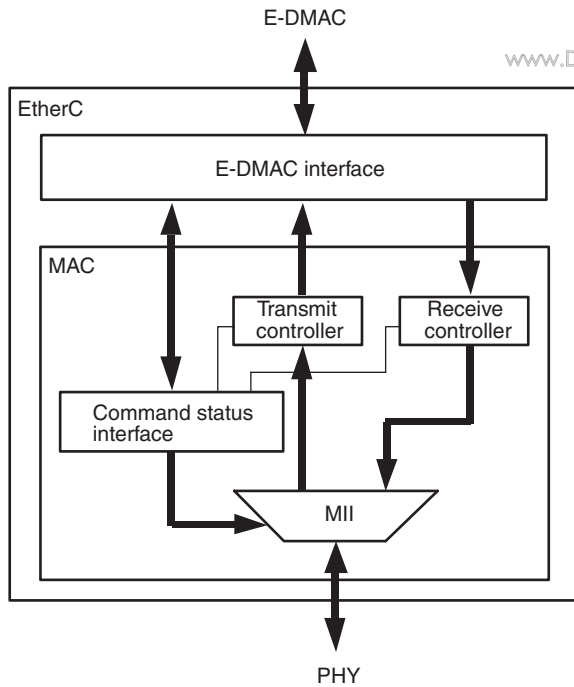 E-DMAC
www.D
EtherC
E-DMAC interface
MAC
Transmit
controller
Receive
controller
Command status
interface
MII
PHY